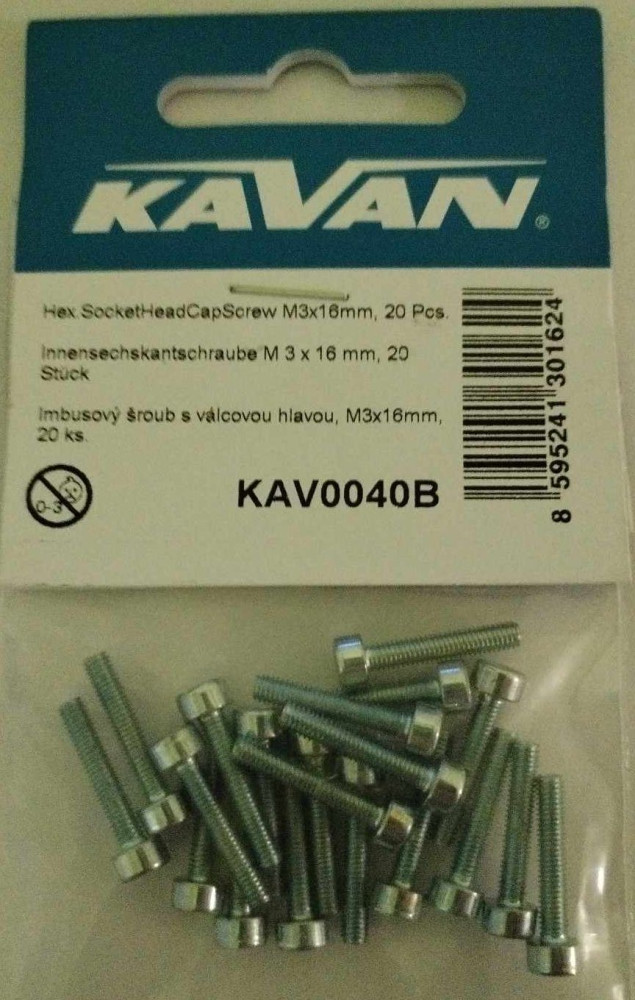 KAVAN®
Hex.SocketHeadCapScrew M3x16mm, 20 Pcs.
Innensechskantschraube M 3 x 16 mm, 20
Stück
Imbusový šroub s válcovou hlavou, M3x16mm,
20 ks.
0-3
KAV0040B
8 595241 301624